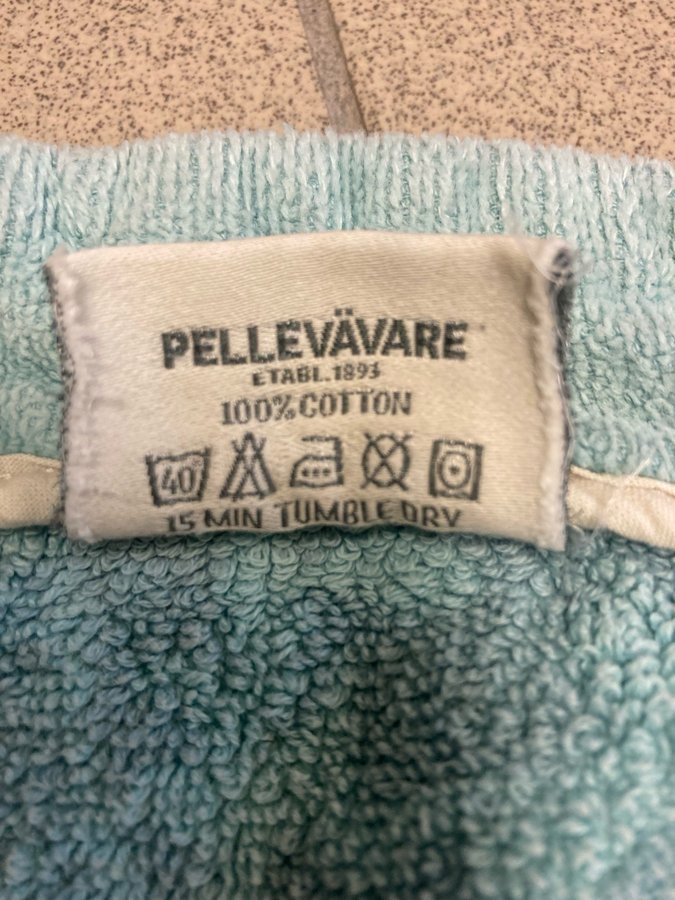 PELLEVÄVARE
ETABL.1893
100%COTTON
40°
15 MIN TUMBLE DRY